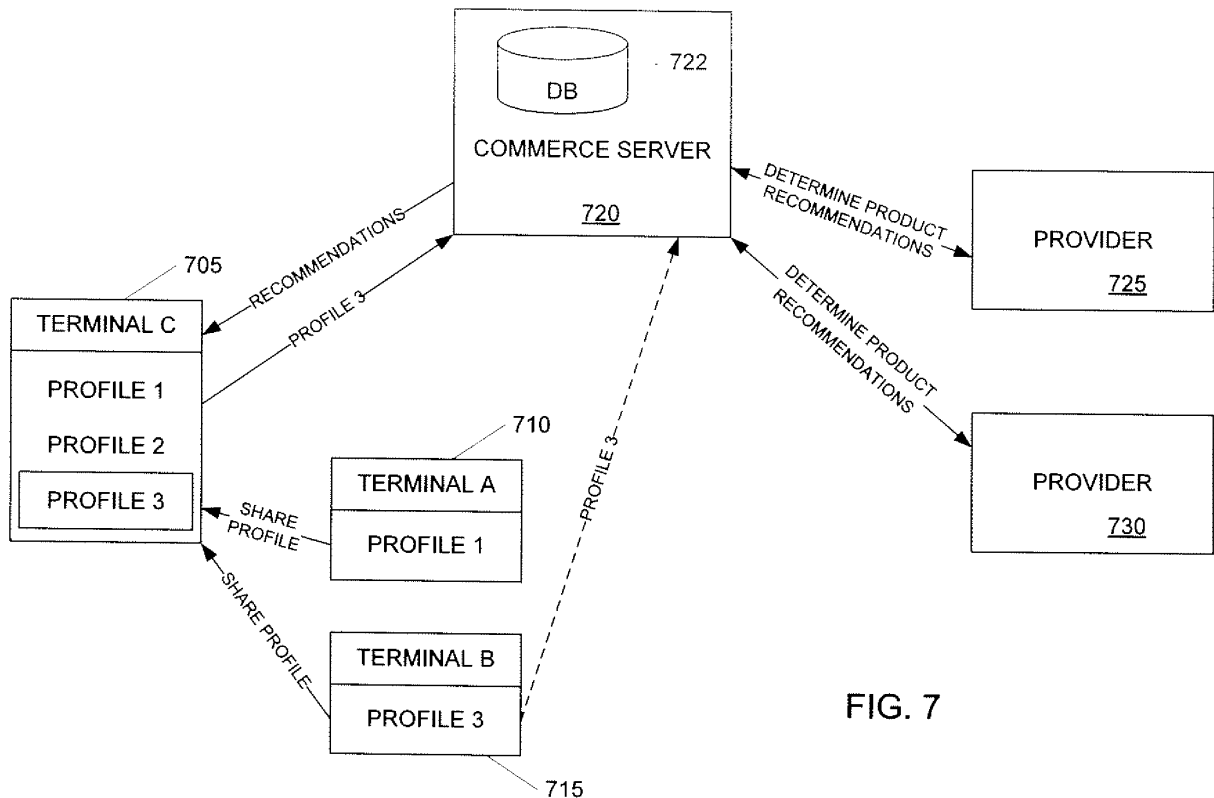 722
DB
COMMERCE SERVER
720
DETERMINE PRODUCT
RECOMMENDATIONS
PROVIDER
725
DETERMINE PRODUCT
RECOMMENDATIONS
PROVIDER
730
RECOMMENDATIONS
PROFILE 3
705
TERMINAL C
PROFILE 1
PROFILE 2
PROFILE 3
710
TERMINAL A
PROFILE 1
SHARE
PROFILE
SHARE PROFILE
TERMINAL B
PROFILE 3
715
PROFILE 3
FIG. 7